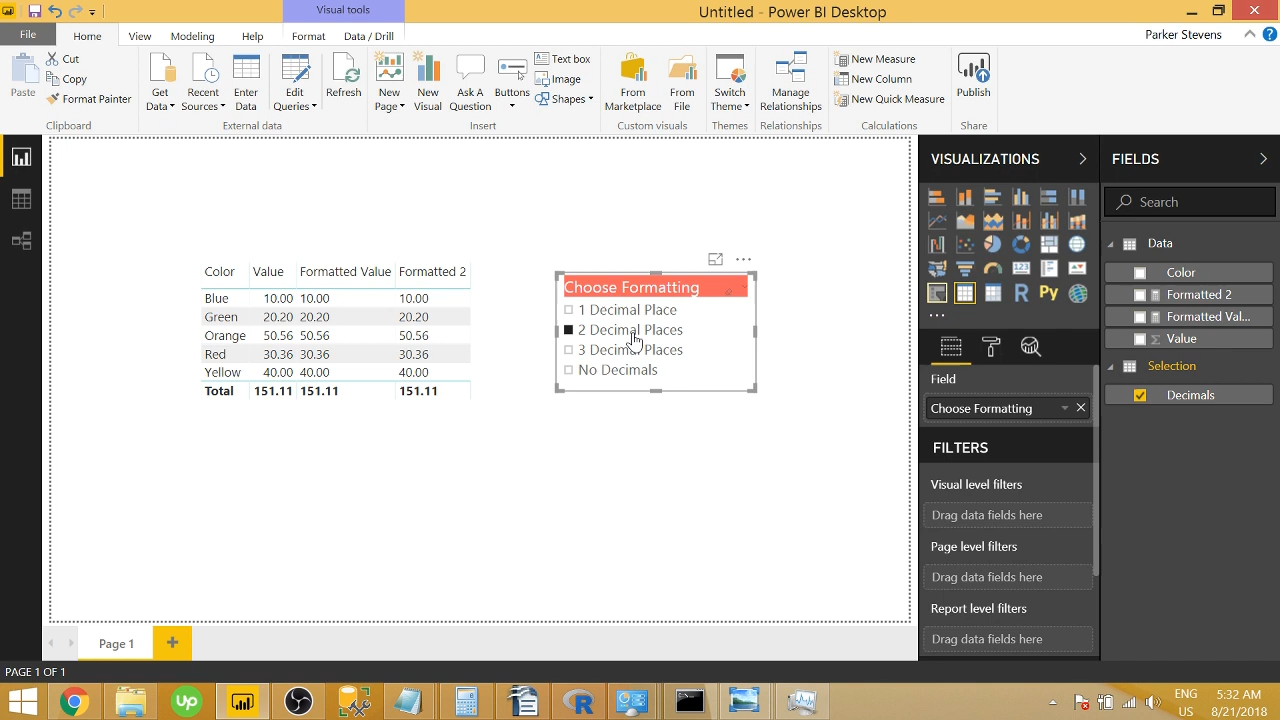 Visual tools
Untitled - Power BI Desktop
File
Home
View
Modeling
Help
Format
Data / Drill
Parker Stevens
Paste
Cut
Copy
Format Painter
Clipboard
Get Data
Recent Sources
Enter Data
Edit Queries
Refresh
External data
New Page
New Visual
Ask A Question
Buttons
Text box
Image
Shapes
Insert
From Marketplace
From File
Custom visuals
Switch Theme
Themes
Manage Relationships
Relationships
New Measure
New Column
New Quick Measure
Calculations
Publish
Share
Color Value Formatted Value Formatted 2
Blue 10.00 10.00 10.00
Green 20.20 20.20 20.20
Orange 50.56 50.56 50.56
Red 30.36 30.36 30.36
Yellow 40.00 40.00 40.00
Total 151.11 151.11 151.11
Choose Formatting
1 Decimal Place
2 Decimal Places
3 Decimal Places
No Decimals
VISUALIZATIONS
123
R
Py
Field
Choose Formatting
FILTERS
Visual level filters
Drag data fields here
Page level filters
Drag data fields here
Report level filters
Drag data fields here
FIELDS
Search
Data
Color
Formatted 2
Formatted Val...
Value
Selection
Decimals
Page 1
PAGE 1 OF 1
Up
R
ENG
US
5:32 AM
8/21/2018